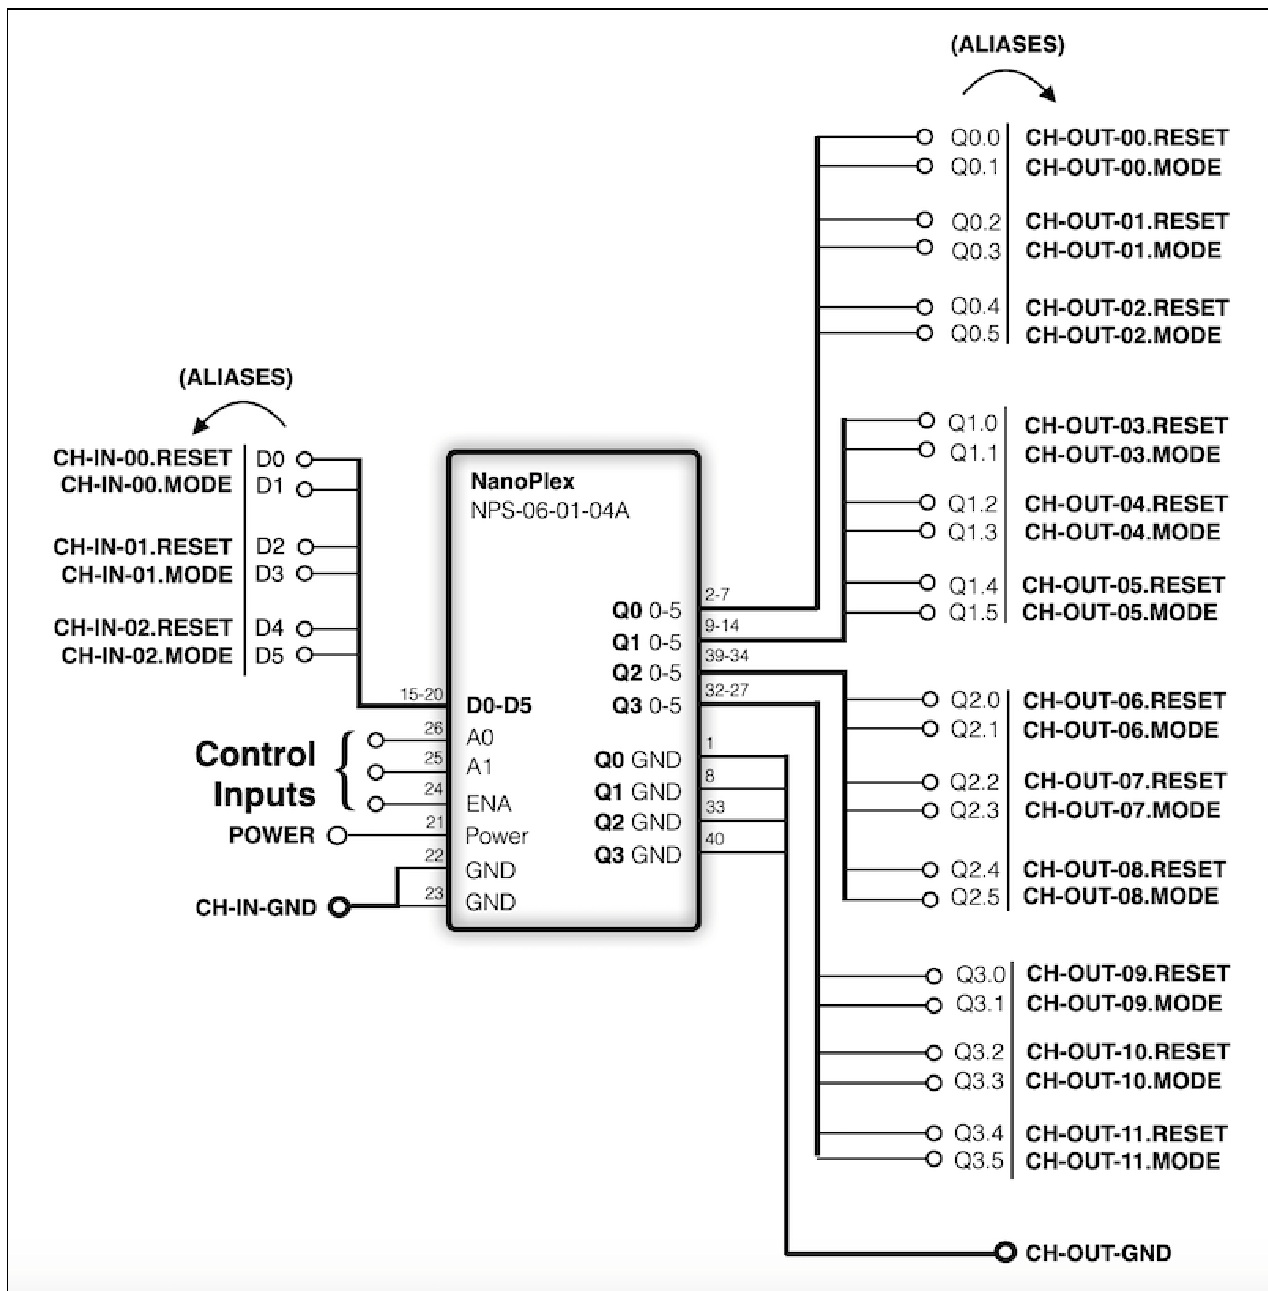 (ALIASES)
Q0.0 CH-OUT-00.RESET
Q0.1 CH-OUT-00.MODE
Q0.2 CH-OUT-01.RESET
Q0.3 CH-OUT-01.MODE
Q0.4 CH-OUT-02.RESET
Q0.5 CH-OUT-02.MODE
(ALIASES)
CH-IN-00.RESET D0
CH-IN-00.MODE D1
CH-IN-01.RESET D2
CH-IN-01.MODE D3
CH-IN-02.RESET D4
CH-IN-02.MODE D5
15-20
26
Control
25
Inputs
24
POWER
21
22
23
CH-IN-GND
NanoPlex
NPS-06-01-04A
Q0 0-5
Q1 0-5
Q2 0-5
D0-D5 Q3 0-5
A0
A1
ENA
Power
GND
GND
Q0 GND
Q1 GND
Q2 GND
Q3 GND
2-7
9-14
39-34
32-27
1
8
33
40
Q1.0 CH-OUT-03.RESET
Q1.1 CH-OUT-03.MODE
Q1.2 CH-OUT-04.RESET
Q1.3 CH-OUT-04.MODE
Q1.4 CH-OUT-05.RESET
Q1.5 CH-OUT-05.MODE
Q2.0 CH-OUT-06.RESET
Q2.1 CH-OUT-06.MODE
Q2.2 CH-OUT-07.RESET
Q2.3 CH-OUT-07.MODE
Q2.4 CH-OUT-08.RESET
Q2.5 CH-OUT-08.MODE
Q3.0 CH-OUT-09.RESET
Q3.1 CH-OUT-09.MODE
Q3.2 CH-OUT-10.RESET
Q3.3 CH-OUT-10.MODE
Q3.4 CH-OUT-11.RESET
Q3.5 CH-OUT-11.MODE
CH-OUT-GND